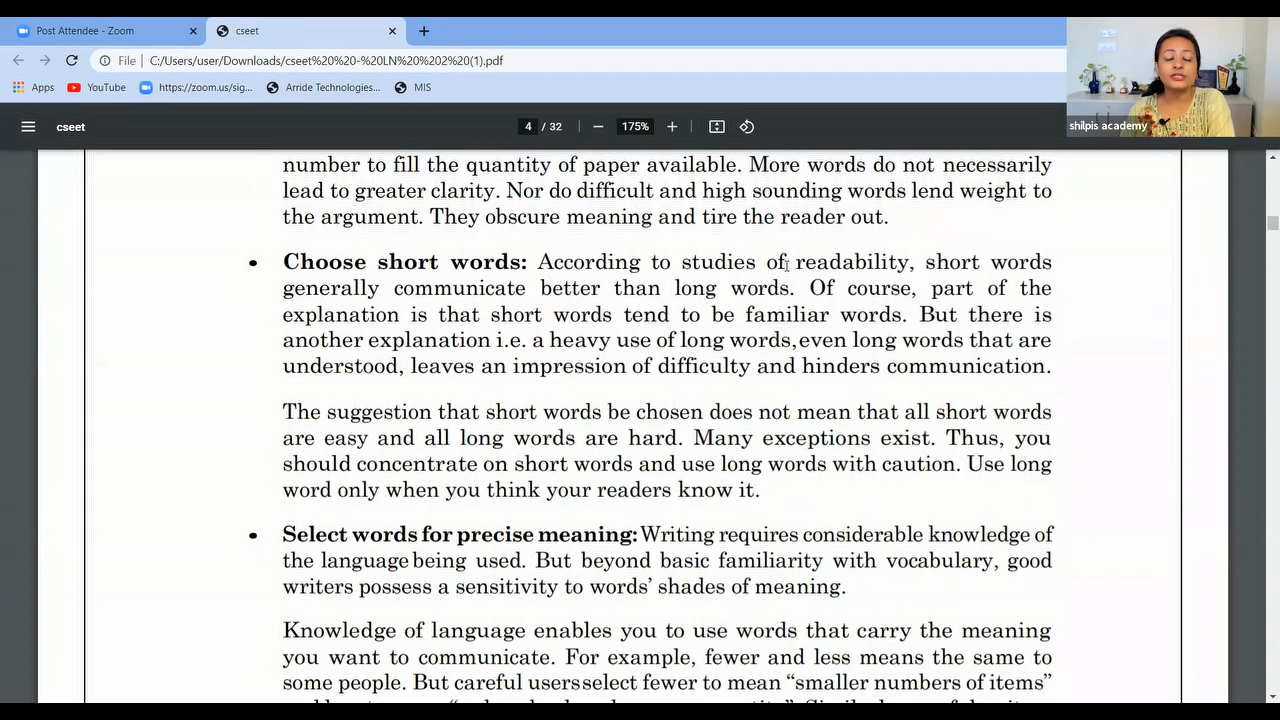 Post Attendee - Zoom
cseet
File
C:/Users/user/Downloads/cseet%20%20-%20LN%20%202%20(1).pdf
Apps
YouTube
https://zoom.us/sig...
Arride Technologies...
MIS
shilpis academy
cseet
4 / 32
175%
number to fill the quantity of paper available. More words do not necessarily
lead to greater clarity. Nor do difficult and high sounding words lend weight to
the argument. They obscure meaning and tire the reader out.
• Choose short words: According to studies of readability, short words
generally communicate better than long words. Of course, part of the
explanation is that short words tend to be familiar words. But there is
another explanation i.e. a heavy use of long words, even long words that are
understood, leaves an impression of difficulty and hinders communication.
The suggestion that short words be chosen does not mean that all short words
are easy and all long words are hard. Many exceptions exist. Thus, you
should concentrate on short words and use long words with caution. Use long
word only when you think your readers know it.
• Select words for precise meaning: Writing requires considerable knowledge of
the language being used. But beyond basic familiarity with vocabulary, good
writers possess a sensitivity to words' shades of meaning.
Knowledge of language enables you to use words that carry the meaning
you want to communicate. For example, fewer and less means the same to
some people. But careful users select fewer to mean "smaller numbers of items"